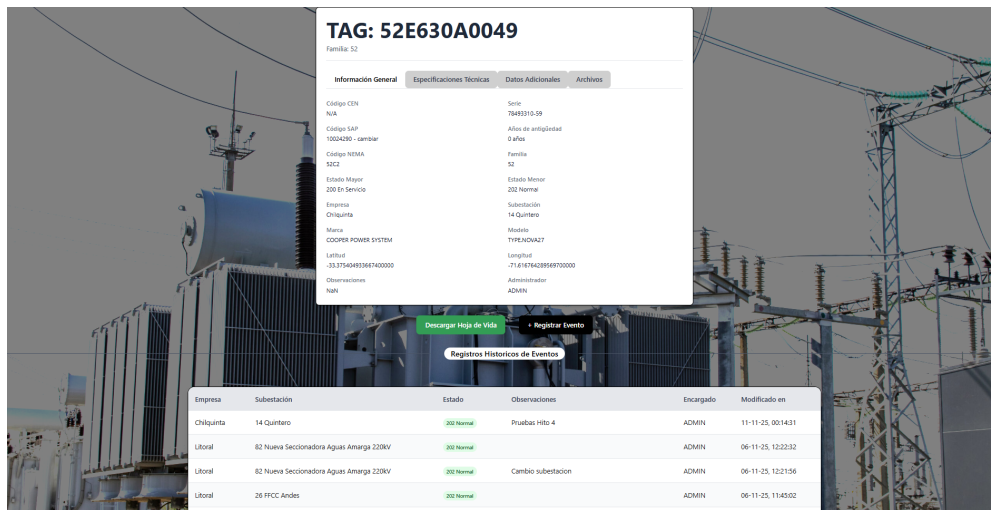 TAG: 52E630A0049
Familia: 52
Información General Especificaciones Técnicas Datos Adicionales Archivos
Código CEN Serie
N/A 78493310-59
Código SAP Años de antigüedad
10024290 - cambiar 0 años
Código NEMA Familia
52C2 52
Estado Mayor Estado Menor
200 En Servicio 202 Normal
Empresa Subestación
Chilquinta 14 Quintero
Marca Modelo
COOPER POWER SYSTEM TYPE.NOVA27
Latitud Longitud
-33.375404933667400000 -71.616764289569700000
Observaciones Administrador
NaN ADMIN
Descargar Hoja de Vida + Registrar Evento
Registros Historicos de Eventos
Empresa Subestación Estado Observaciones Encargado Modificado en
Chilquinta 14 Quintero 202 Normal Pruebas Hito 4 ADMIN 11-11-25, 00:14:31
Litoral 82 Nueva Seccionadora Aguas Amarga 220kV 202 Normal ADMIN 06-11-25, 12:22:32
Litoral 82 Nueva Seccionadora Aguas Amarga 220kV 202 Normal Cambio subestacion ADMIN 06-11-25, 12:21:56
Litoral 26 FFCC Andes 202 Normal ADMIN 06-11-25, 11:45:02